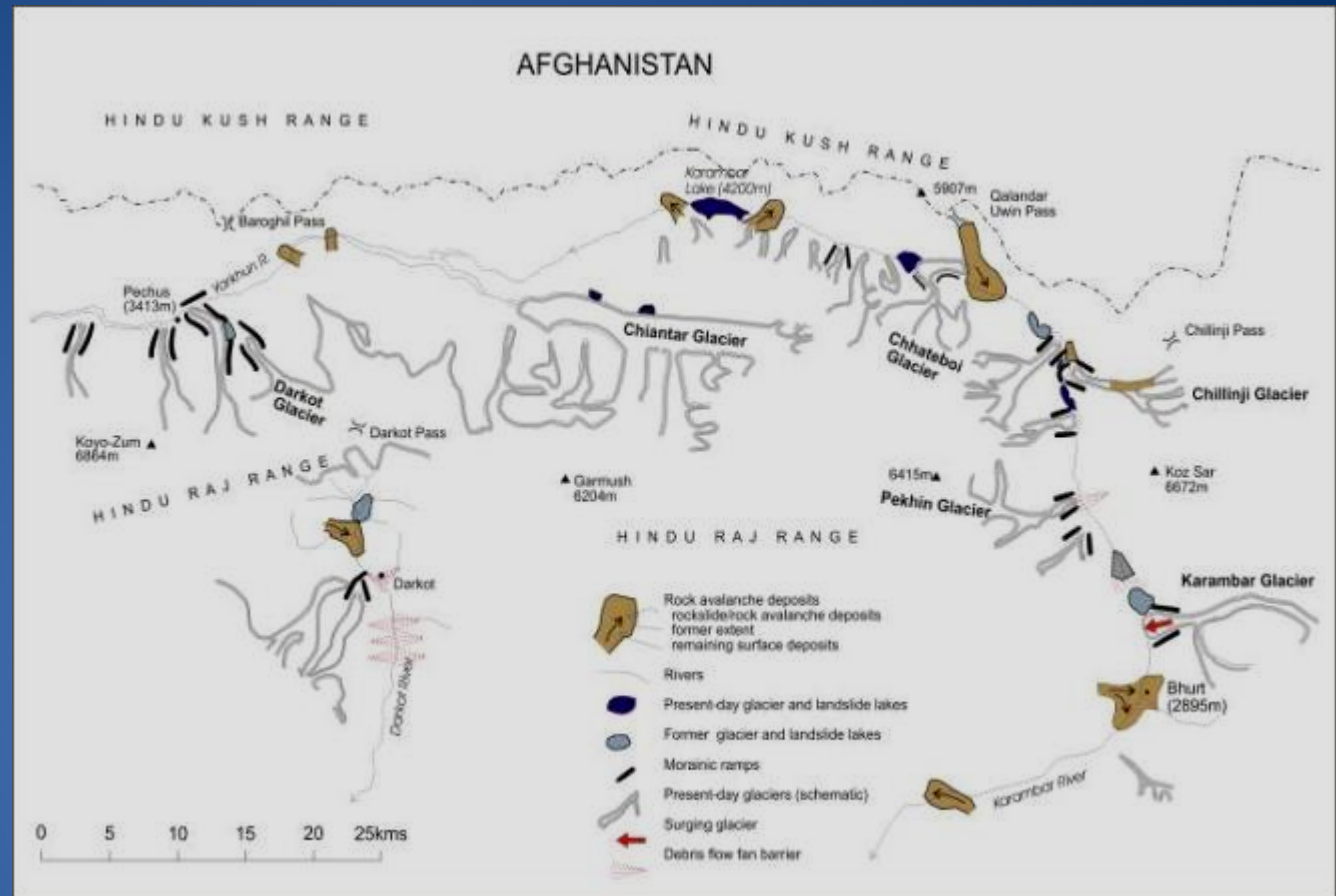 AFGHANISTAN
HINDU KUSH RANGE
HINDU KUSH RANGE
Karambar
Lake (4200m)
5907m
Qalandar
Uwin Pass
Baroghil Pass
Yarkhun R.
Pechus
(3413m)
Chiantar Glacier
Chhateboi
Glacier
Chillinji Pass
Chillinji Glacier
Darkot
Glacier
Darkot Pass
Koyo-Zum
6864m
HINDU RAJ RANGE
Garmush
6204m
6415m
Pekhin Glacier
Koz Sar
6672m
HINDU RAJ RANGE
Darkot
Darkot River
Karambar Glacier
Bhurt
(2895m)
Karambar River
Rock avalanche deposits
rockslide/rock avalanche deposits
former extent
remaining surface deposits
Rivers
Present-day glacier and landslide lakes
Former glacier and landslide lakes
Morainic ramps
Present-day glaciers (schematic)
Surging glacier
Debris flow fan barrier
0 5 10 15 20 25kms